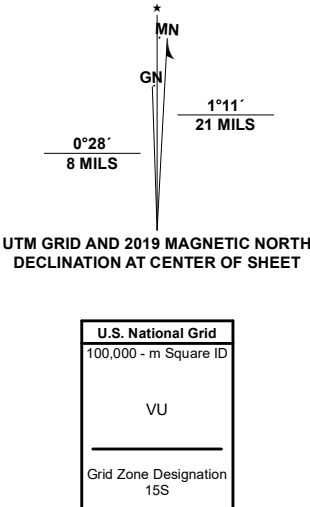 ★
MN
GN
1°11´
21 MILS
0°28´
8 MILS
UTM GRID AND 2019 MAGNETIC NORTH
DECLINATION AT CENTER OF SHEET
U.S. National Grid
100,000 - m Square ID
VU
Grid Zone Designation
15S